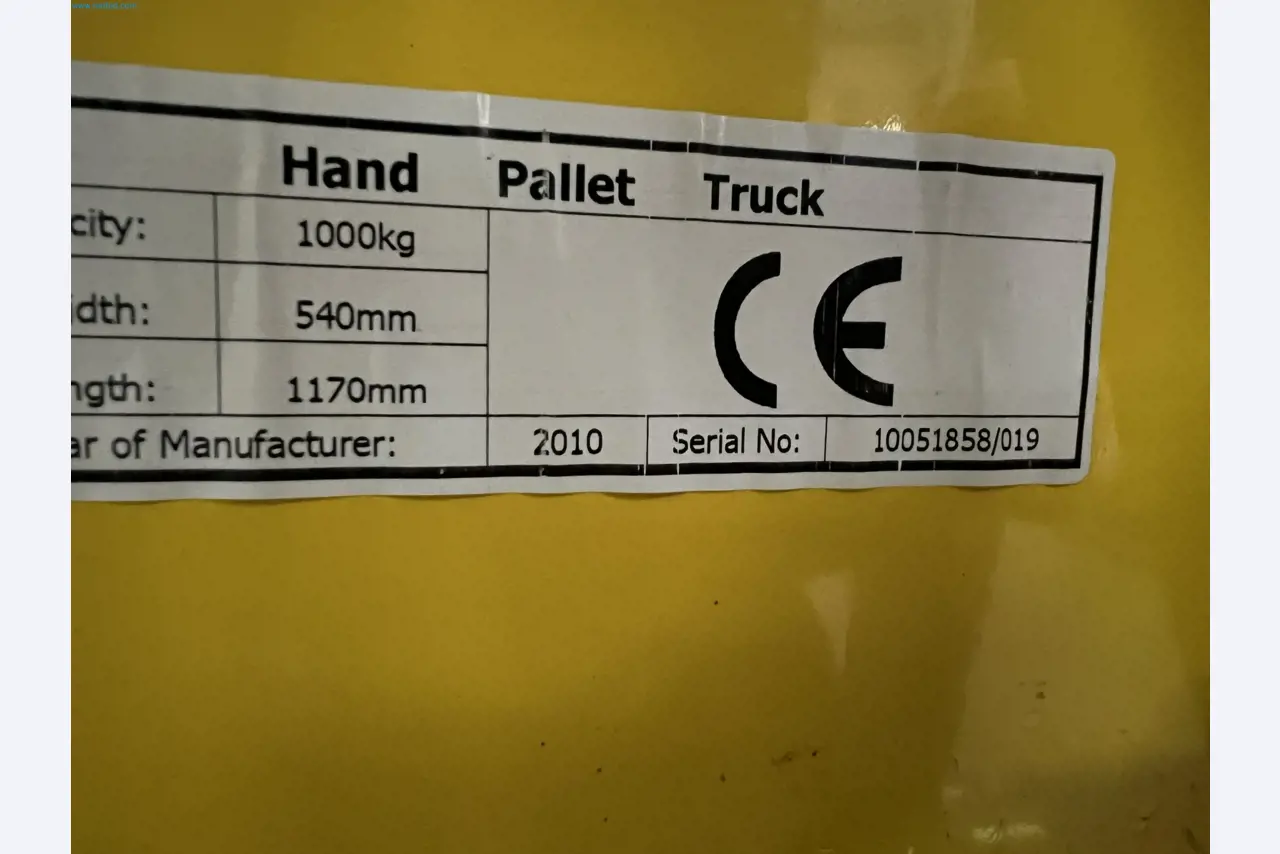 Hand Pallet Truck
city: 1000kg
idth: 540mm
ngth: 1170mm
ar of Manufacturer: 2010 Serial No: 10051858/019
CE